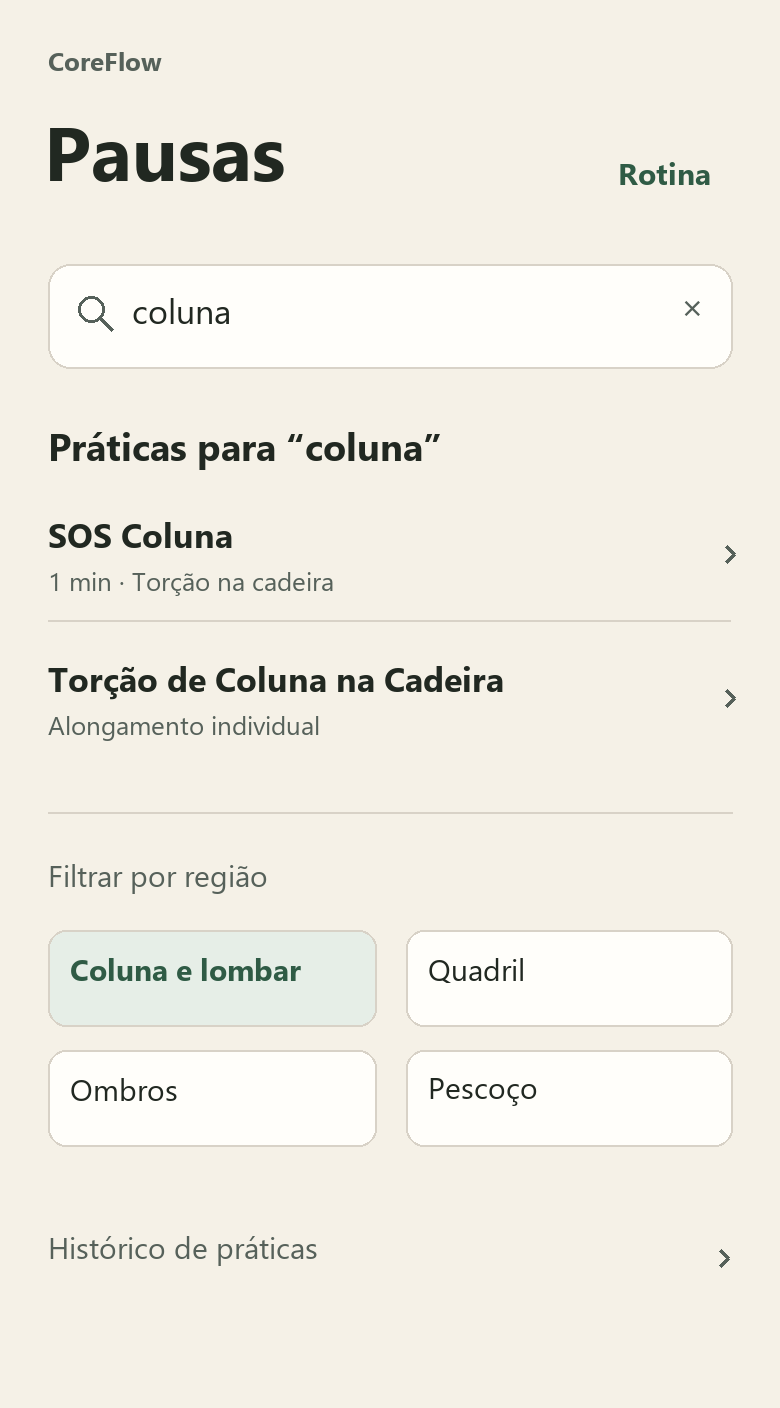 CoreFlow
Pausas
Rotina
coluna
×
Práticas para “coluna”
SOS Coluna
1 min · Torção na cadeira
Torção de Coluna na Cadeira
Alongamento individual
Filtrar por região
Coluna e lombar
Quadril
Ombros
Pescoço
Histórico de práticas